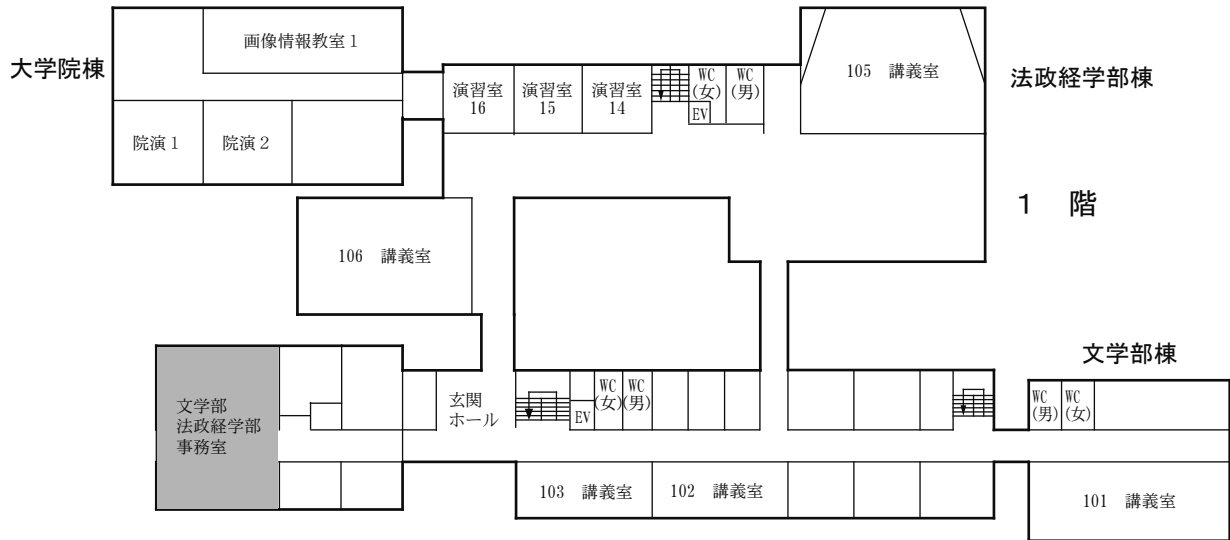 大学院棟
画像情報教室1
院演1
院演2
演習室
16
演習室
15
演習室
14
WC
(女)
WC
(男)
EV
105 講義室
法政経学部棟
1 階
106 講義室
文学部棟
文学部
法政経学部
事務室
玄関
ホール
EV
WC
(女)
WC
(男)
WC
(男)
WC
(女)
103 講義室
102 講義室
101 講義室